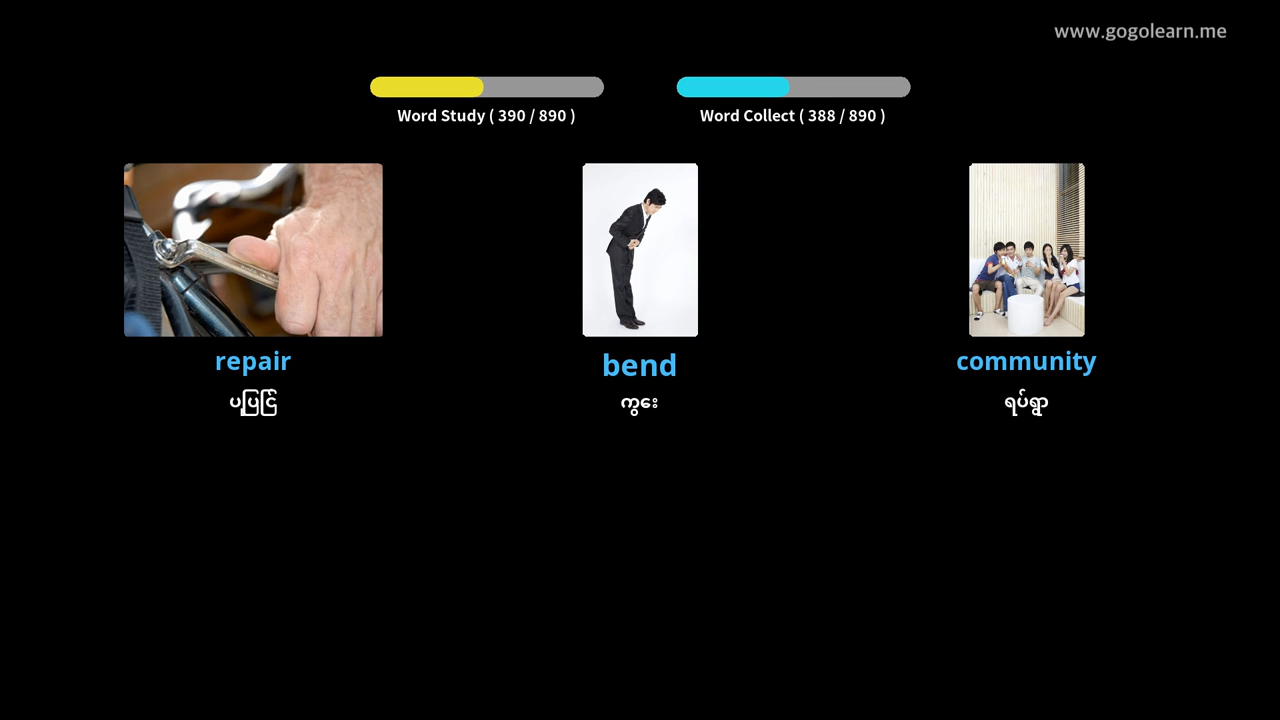 www.gogolearn.me
Word Study ( 390 / 890 )
Word Collect ( 388 / 890 )
repair
bend
community
ပြုပြင်
ကွေး
ရပ်ရွာ